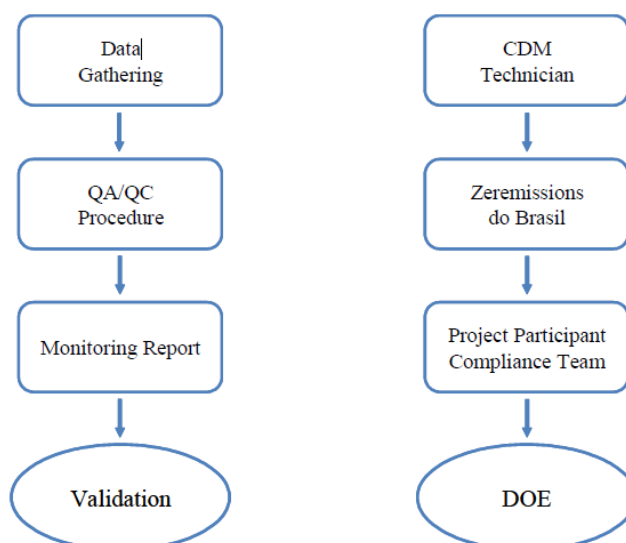 Data
Gathering
CDM
Technician
QA/QC
Procedure
Zeremissions
do Brasil
Monitoring Report
Project Participant
Compliance Team
Validation
DOE